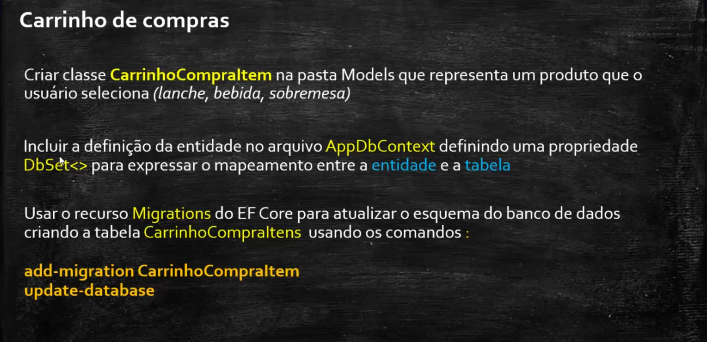 Carrinho de compras
Criar classe CarrinhoCompraItem na pasta Models que representa um produto que o
usuário seleciona (lanche, bebida, sobremesa)
Incluir a definição da entidade no arquivo AppDbContext definindo uma propriedade
DbSet<> para expressar o mapeamento entre a entidade e a tabela
Usar o recurso Migrations do EF Core para atualizar o esquema do banco de dados
criando a tabela CarrinhoCompraItens usando os comandos :
add-migration CarrinhoCompraItem
update-database